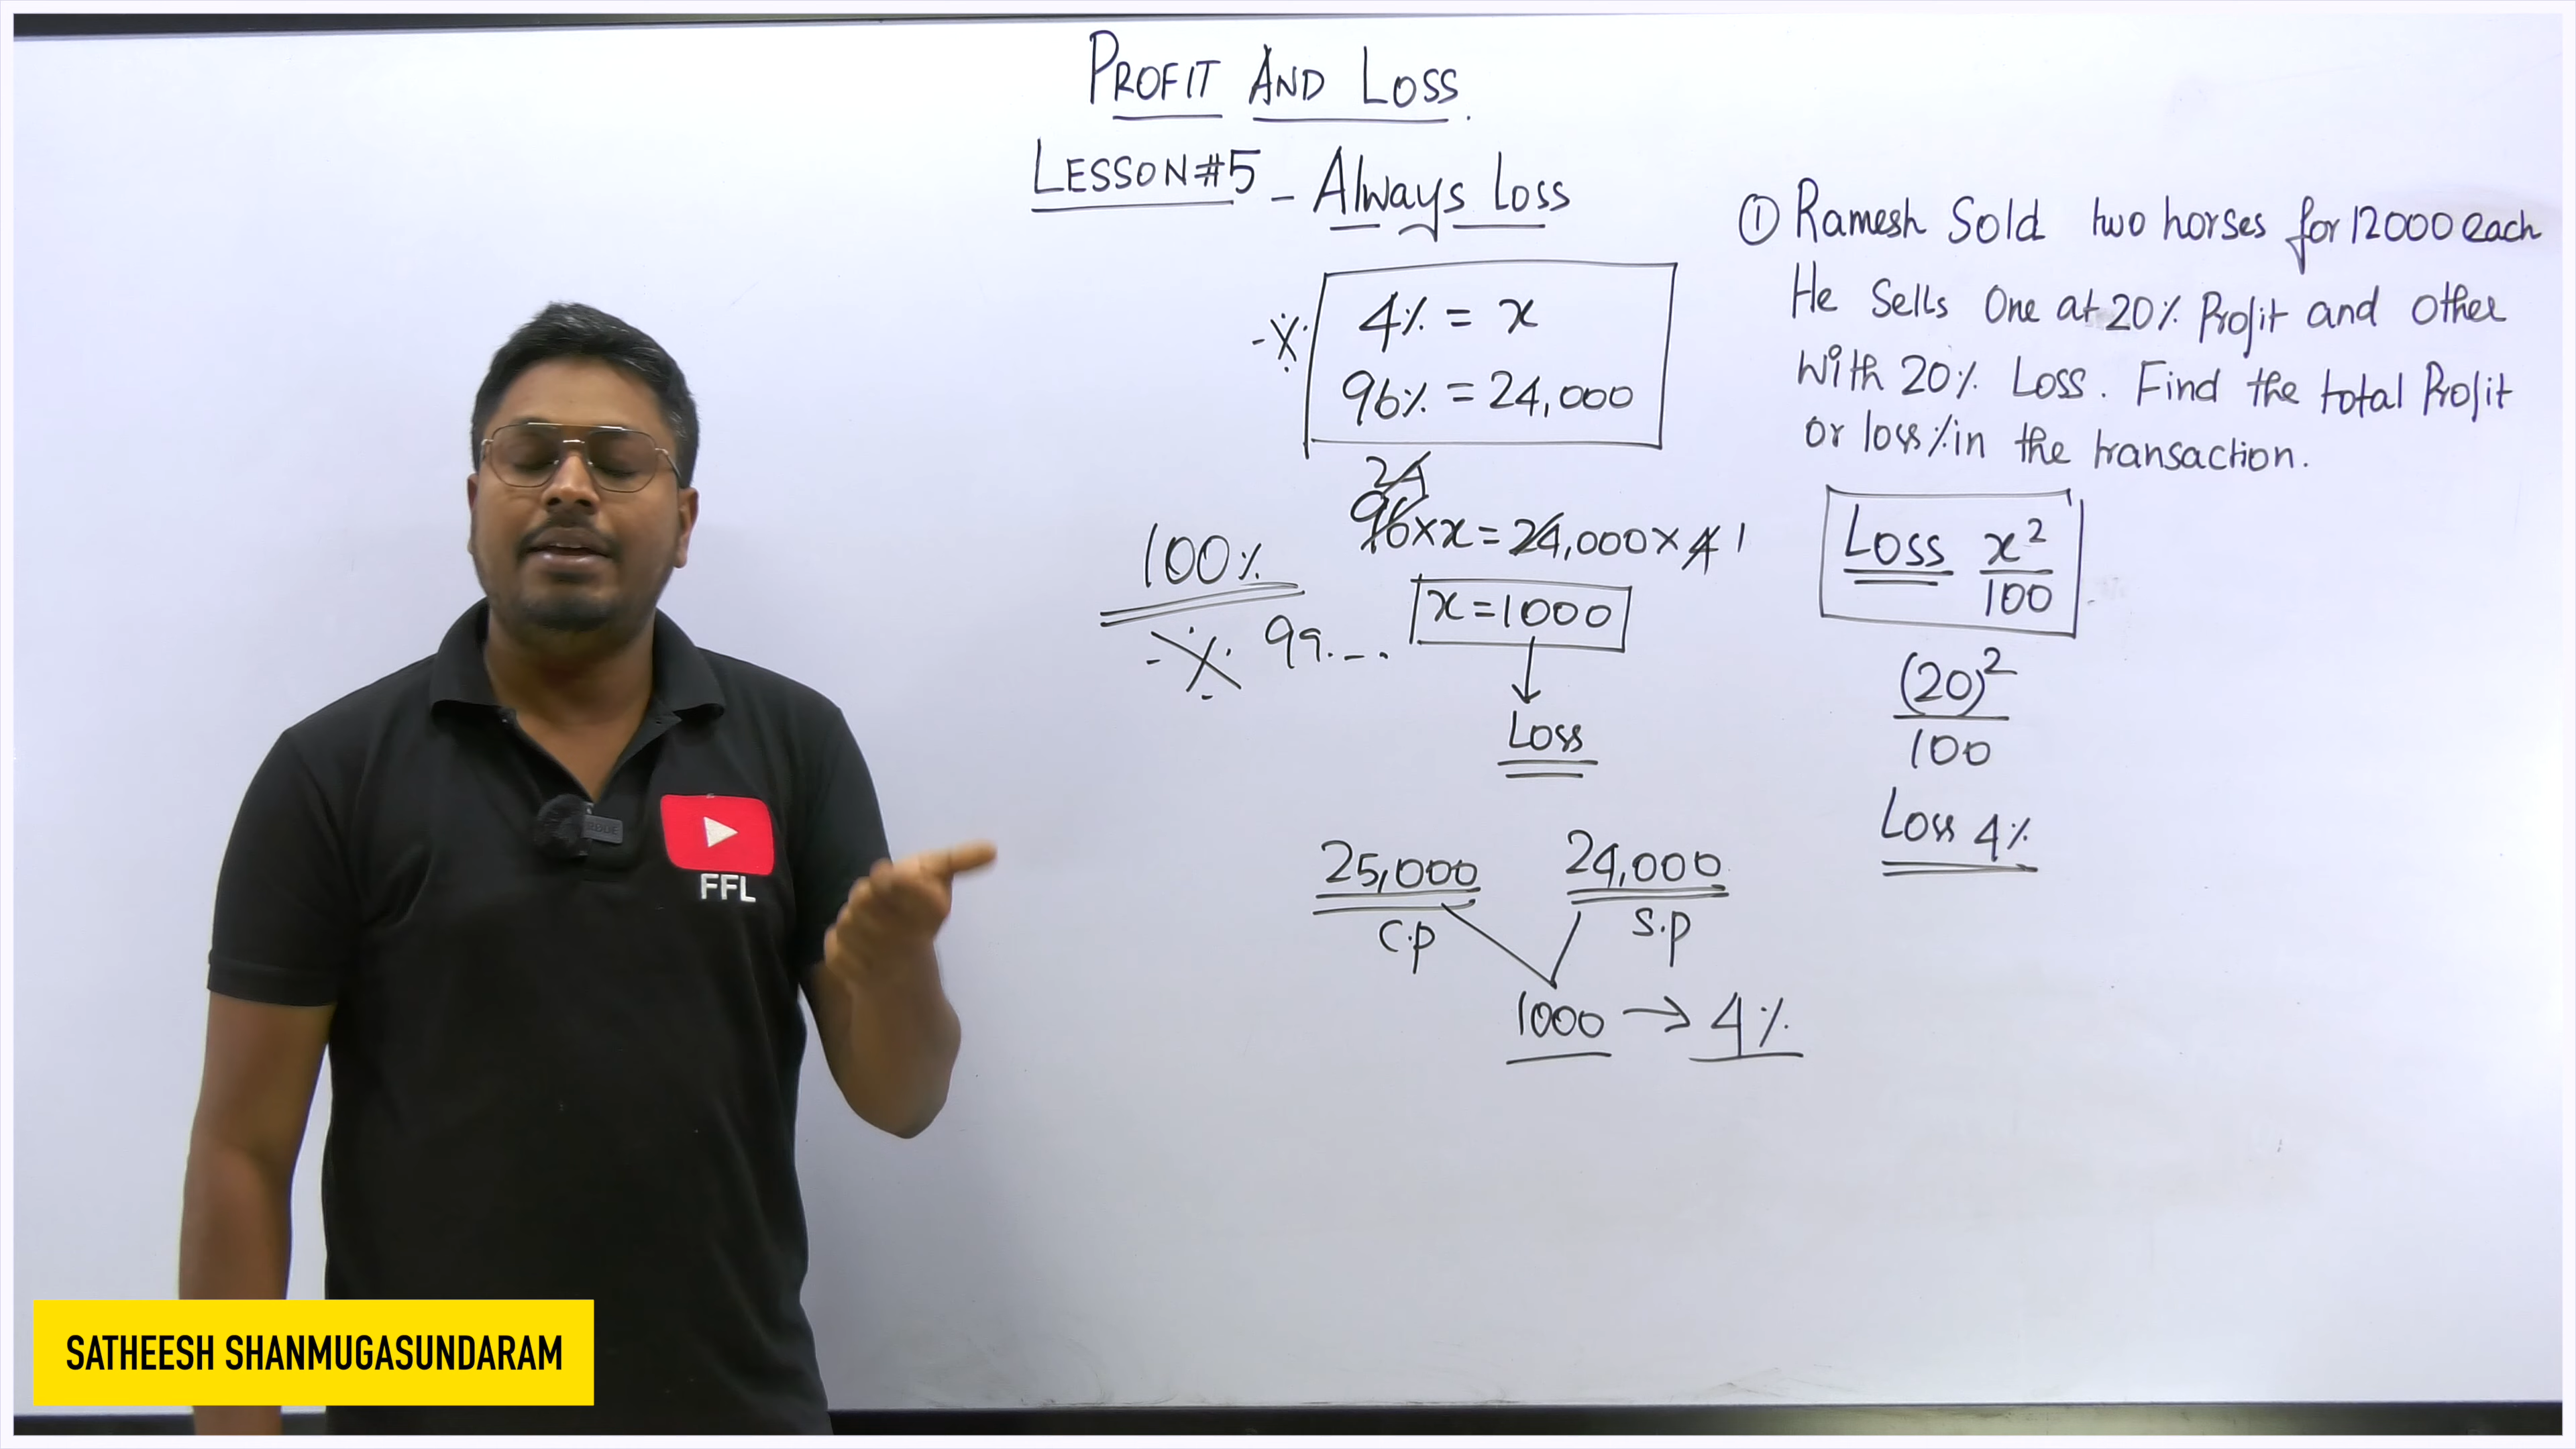 PROFIT AND LOSS.
LESSON#5 - Always Loss
4% = x
96% = 24,000
24
96×x=24,000×4 1
100%
99...
x=1000
Loss
25,000 24,000
C.P S.P
1000 → 4%
① Ramesh Sold two horses for 12000 each
He Sells One at 20% Profit and Other
With 20% Loss. Find the total Profit
or loss % in the transaction.
Loss x²
100
(20)²
100
Loss 4%
RODE
FFL
SATHEESH SHANMUGASUNDARAM